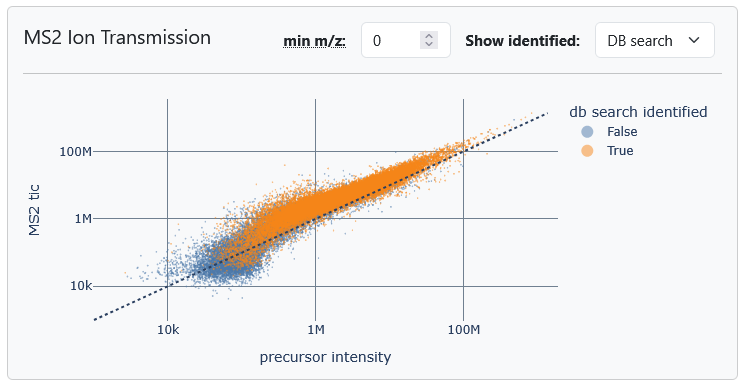 MS2 Ion Transmission
min m/z:
0
Show identified:
DB search
db search identified
False
True
MS2 tic
100M
1M
10k
10k
1M
100M
precursor intensity